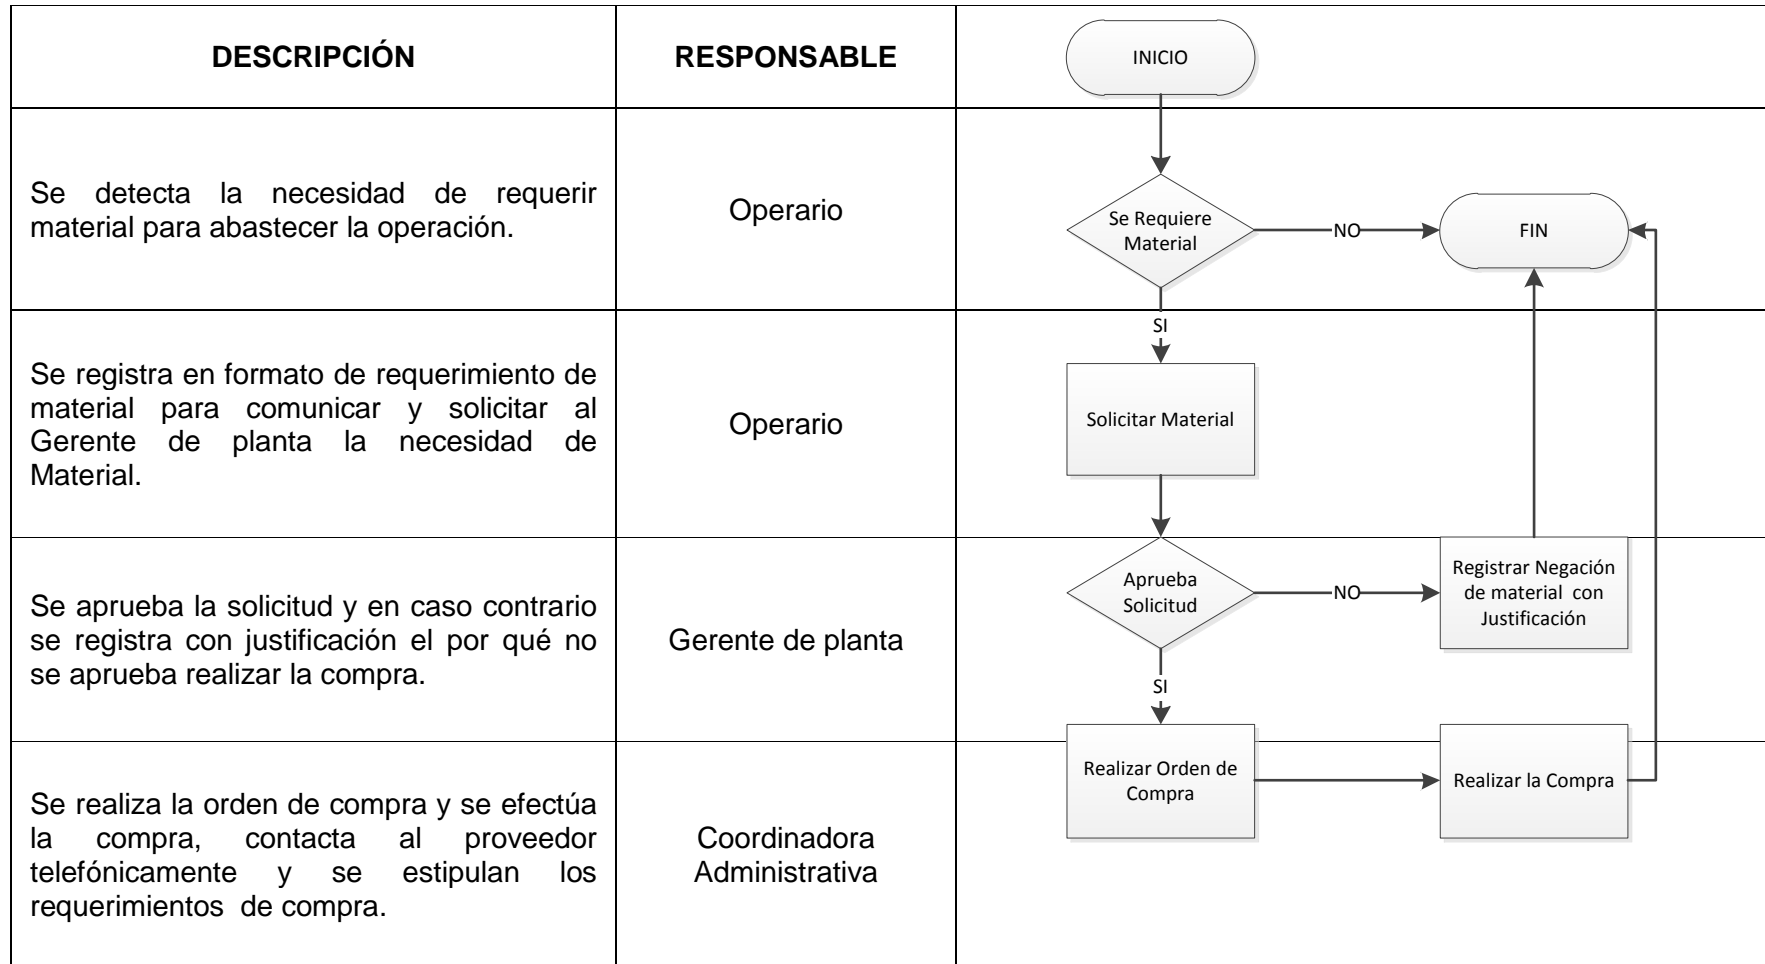 DESCRIPCIÓN
RESPONSABLE
INICIO
Se detecta la necesidad de requerir
material para abastecer la operación.
Operario
Se Requiere
Material
NO
FIN
SI
Se registra en formato de requerimiento de
material para comunicar y solicitar al
Gerente de planta la necesidad de
Material.
Operario
Solicitar Material
Se aprueba la solicitud y en caso contrario
se registra con justificación el por qué no
se aprueba realizar la compra.
Gerente de planta
Aprueba
Solicitud
NO
Registrar Negación
de material con
Justificación
SI
Se realiza la orden de compra y se efectúa
la compra, contacta al proveedor
telefónicamente y se estipulan los
requerimientos de compra.
Coordinadora
Administrativa
Realizar Orden de
Compra
Realizar la Compra